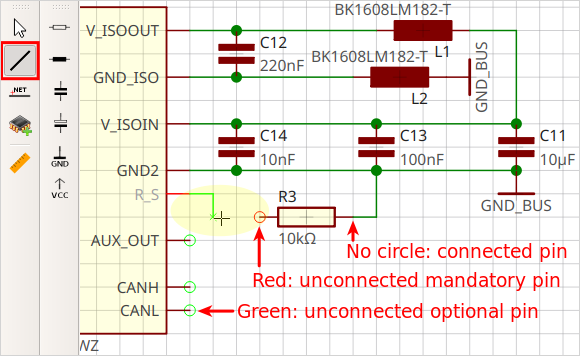 BK1608LM182-T
V_ISOOUT
C12
220nF
L1
BK1608LM182-T
GND_ISO
L2
GND_BUS
.NET
V_ISOIN
C14
10nF
C13
100nF
C11
10µF
GND2
GND
VCC
R_S
R3
10kΩ
GND_BUS
AUX_OUT
No circle: connected pin
Red: unconnected mandatory pin
CANH
CANL
Green: unconnected optional pin
WZ